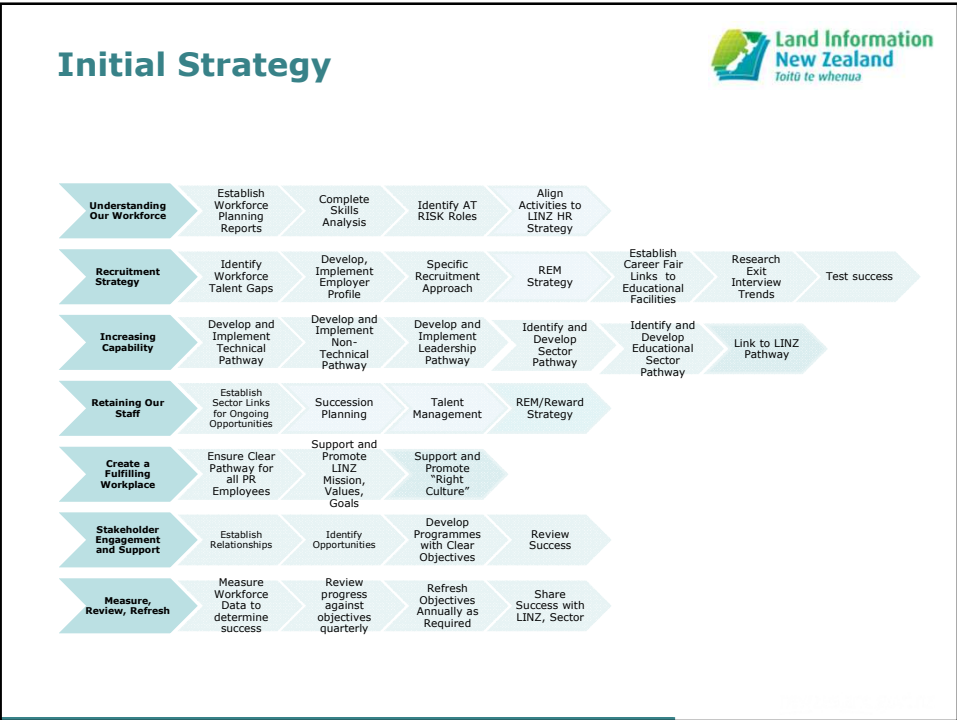 Initial Strategy
Land Information
New Zealand
Toitū te whenua
Understanding
Our Workforce
Establish
Workforce
Planning
Reports
Complete
Skills
Analysis
Identify AT
RISK Roles
Align
Activities to
LINZ HR
Strategy
Recruitment
Strategy
Identify
Workforce
Talent Gaps
Develop,
Implement
Employer
Profile
Specific
Recruitment
Approach
REM
Strategy
Establish
Career Fair
Links to
Educational
Facilities
Research
Exit
Interview
Trends
Test success
Increasing
Capability
Develop and
Implement
Technical
Pathway
Develop and
Implement
Non-
Technical
Pathway
Develop and
Implement
Leadership
Pathway
Identify and
Develop
Sector
Pathway
Identify and
Develop
Educational
Sector
Pathway
Link to LINZ
Pathway
Retaining Our
Staff
Establish
Sector Links
for Ongoing
Opportunities
Succession
Planning
Talent
Management
REM/Reward
Strategy
Create a
Fulfilling
Workplace
Ensure Clear
Pathway for
all PR
Employees
Support and
Promote
LINZ
Mission,
Values,
Goals
Support and
Promote
"Right
Culture"
Stakeholder
Engagement
and Support
Establish
Relationships
Identify
Opportunities
Develop
Programmes
with Clear
Objectives
Review
Success
Measure,
Review, Refresh
Measure
Workforce
Data to
determine
success
Review
progress
against
objectives
quarterly
Refresh
Objectives
Annually as
Required
Share
Success with
LINZ, Sector